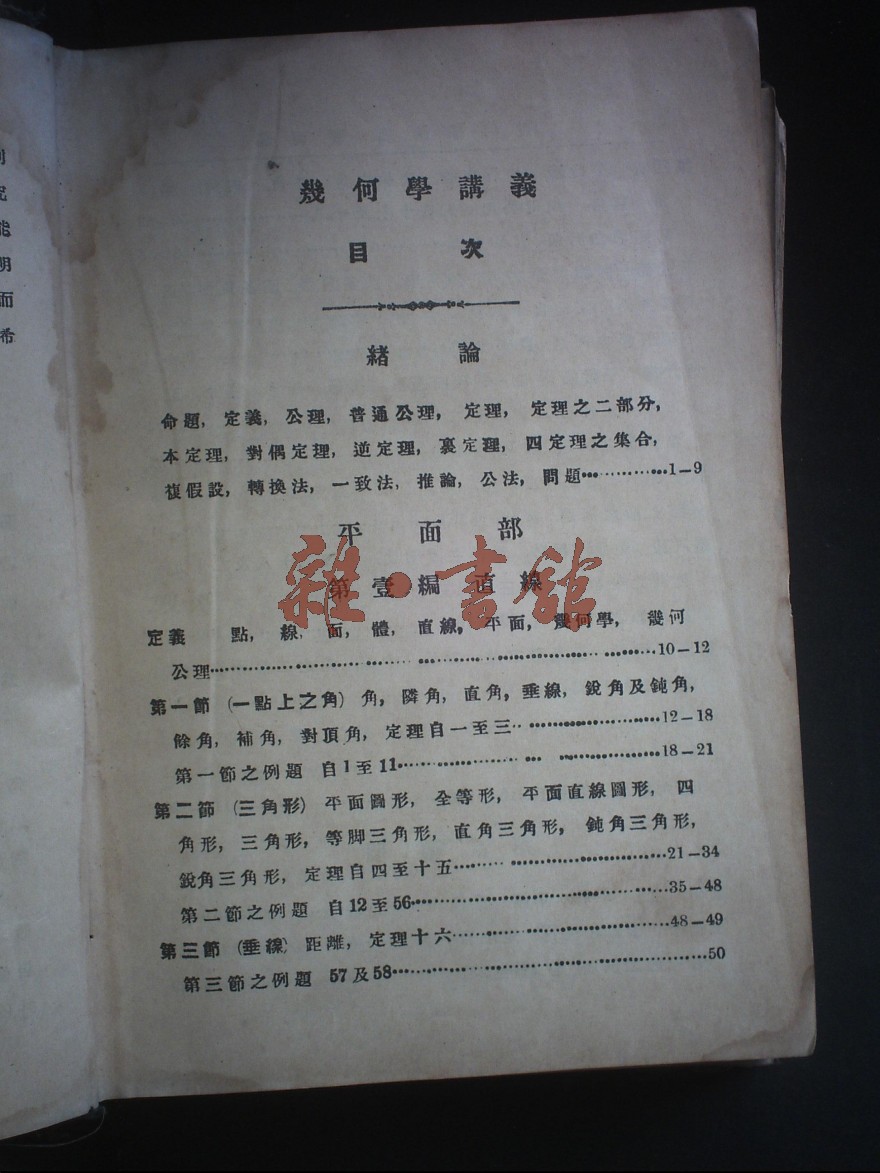 幾何學講義
目次
緒論
命題, 定義, 公理, 普通公理, 定理, 定理之二部分,
本定理, 對偶定理, 逆定理, 裏定理, 四定理之集合,
複假設, 轉換法, 一致法, 推論, 公法, 問題…………1-9
平面部
第壹編 直線
雜·書館
定義 點, 線, 面, 體, 直線, 平面, 幾何學, 幾何
公理……………………………………10-12
第一節 (一點上之角) 角, 隣角, 直角, 垂線, 銳角及鈍角,
餘角, 補角, 對頂角, 定理自一至三……………12-18
第一節之例題 自1至11……………………18-21
第二節 (三角形) 平面圖形, 全等形, 平面直線圖形, 四
角形, 三角形, 等脚三角形, 直角三角形, 鈍角三角形,
銳角三角形, 定理自四至十五……………………21-34
第二節之例題 自12至56……………………35-48
第三節 (垂線) 距離, 定理十六……………………48-49
第三節之例題 57及58……………………………50
能
明
而
希